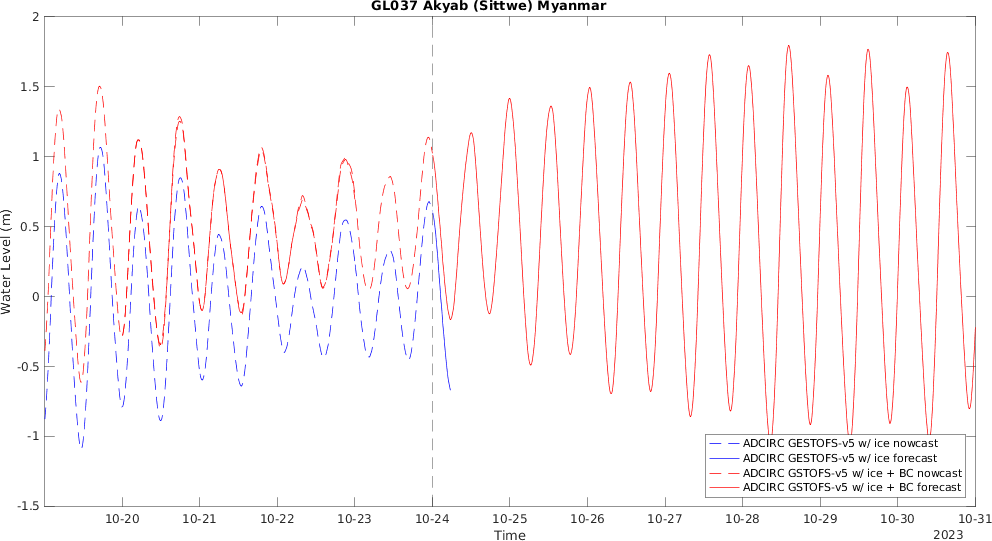 GL037 Akyab (Sittwe) Myanmar
2
1.5
1
0.5
0
-0.5
-1
-1.5
Water Level (m)
ADCIRC GESTOFS-v5 w/ ice nowcast
ADCIRC GESTOFS-v5 w/ ice forecast
ADCIRC GSTOFS-v5 w/ ice + BC nowcast
ADCIRC GSTOFS-v5 w/ ice + BC forecast
10-20 10-21 10-22 10-23 10-24 10-25 10-26 10-27 10-28 10-29 10-30 10-31
Time
2023